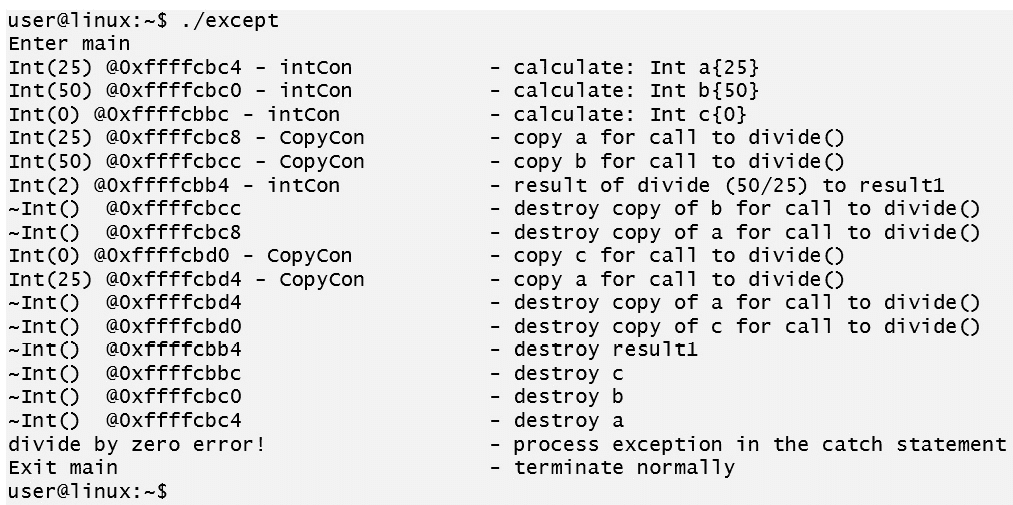 user@linux:~$ ./except
Enter main
Int(25) @0xffffcbc4 - intCon - calculate: Int a{25}
Int(50) @0xffffcbc0 - intCon - calculate: Int b{50}
Int(0) @0xffffcbbc - intCon - calculate: Int c{0}
Int(25) @0xffffcbc8 - CopyCon - copy a for call to divide()
Int(50) @0xffffcbcc - CopyCon - copy b for call to divide()
Int(2) @0xffffcbb4 - intCon - result of divide (50/25) to result1
~Int() @0xffffcbcc - destroy copy of b for call to divide()
~Int() @0xffffcbc8 - destroy copy of a for call to divide()
Int(0) @0xffffcbd0 - CopyCon - copy c for call to divide()
Int(25) @0xffffcbd4 - CopyCon - copy a for call to divide()
~Int() @0xffffcbd4 - destroy copy of a for call to divide()
~Int() @0xffffcbd0 - destroy copy of c for call to divide()
~Int() @0xffffcbb4 - destroy result1
~Int() @0xffffcbbc - destroy c
~Int() @0xffffcbc0 - destroy b
~Int() @0xffffcbc4 - destroy a
divide by zero error! - process exception in the catch statement
Exit main - terminate normally
user@linux:~$